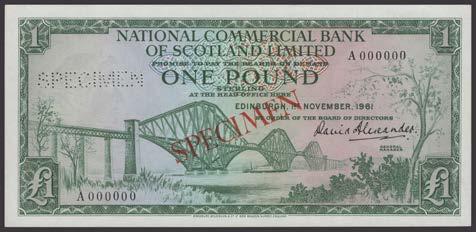 £1
NATIONAL COMMERCIAL BANK
OF SCOTLAND LIMITED
A 000000
PROMISE TO PAY THE BEARER ON DEMAND
SPECIMEN
ONE POUND
STERLING
AT THE HEAD OFFICE HERE
EDINBURGH, 1ST NOVEMBER, 1961
BY ORDER OF THE BOARD OF DIRECTORS
SPECIMEN
David Alexander
GENERAL
MANAGER
A 000000
£1
£1